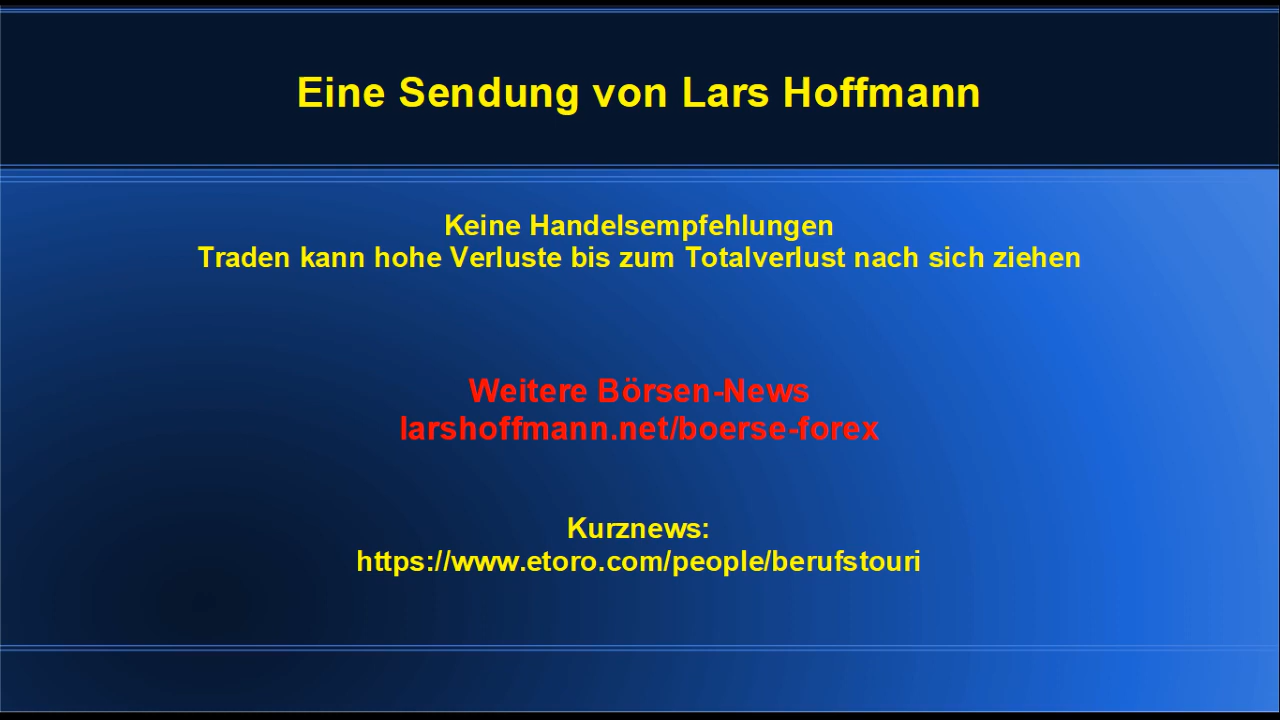 Eine Sendung von Lars Hoffmann
Keine Handelsempfehlungen
Traden kann hohe Verluste bis zum Totalverlust nach sich ziehen
Weitere Börsen-News
larshoffmann.net/boerse-forex
Kurznews:
https://www.etoro.com/people/berufstouri